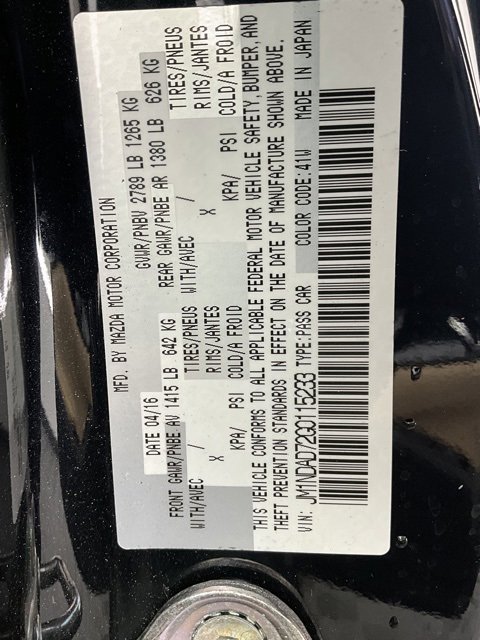 MFD. BY MAZDA MOTOR CORPORATION
DATE 04/16 GVWR/PNBV 2789 LB 1265 KG
FRONT GAWR/PNBE AV 1415 LB 642 KG REAR GAWR/PNBE AR 1380 LB 626 KG
WITH/AVEC TIRES/PNEUS WITH/AVEC TIRES/PNEUS
/ X RIMS/JANTES / X RIMS/JANTES
KPA/ PSI COLD/A FROID KPA/ PSI COLD/A FROID
THIS VEHICLE CONFORMS TO ALL APPLICABLE FEDERAL MOTOR VEHICLE SAFETY, BUMPER, AND
THEFT PREVENTION STANDARDS IN EFFECT ON THE DATE OF MANUFACTURE SHOWN ABOVE.
VIN: JM1NDAD72G0115233 TYPE:PASS CAR COLOR CODE:41W MADE IN JAPAN